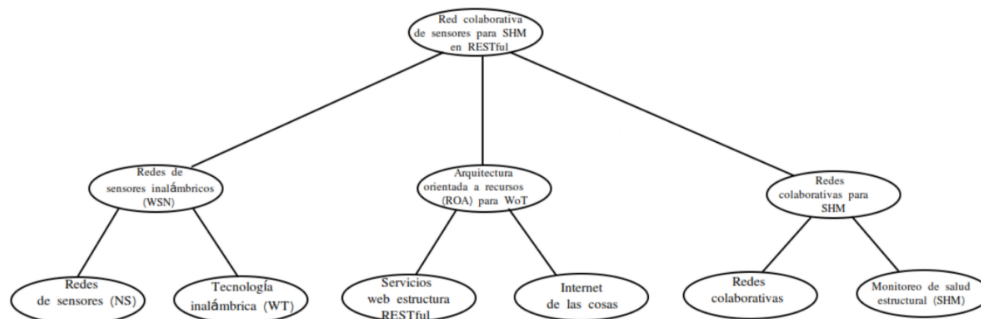 Red colaborativa
de sensores para SHM
en RESTful
Redes de
sensores inalámbricos
(WSN)
Arquitectura
orientada a recursos
(ROA) para WoT
Redes
colaborativas para
SHM
Redes
de sensores (NS)
Tecnología
inalámbrica (WT)
Servicios
web estructura
RESTful
Internet
de las cosas
Redes
colaborativas
Monitoreo de salud
estructural (SHM)